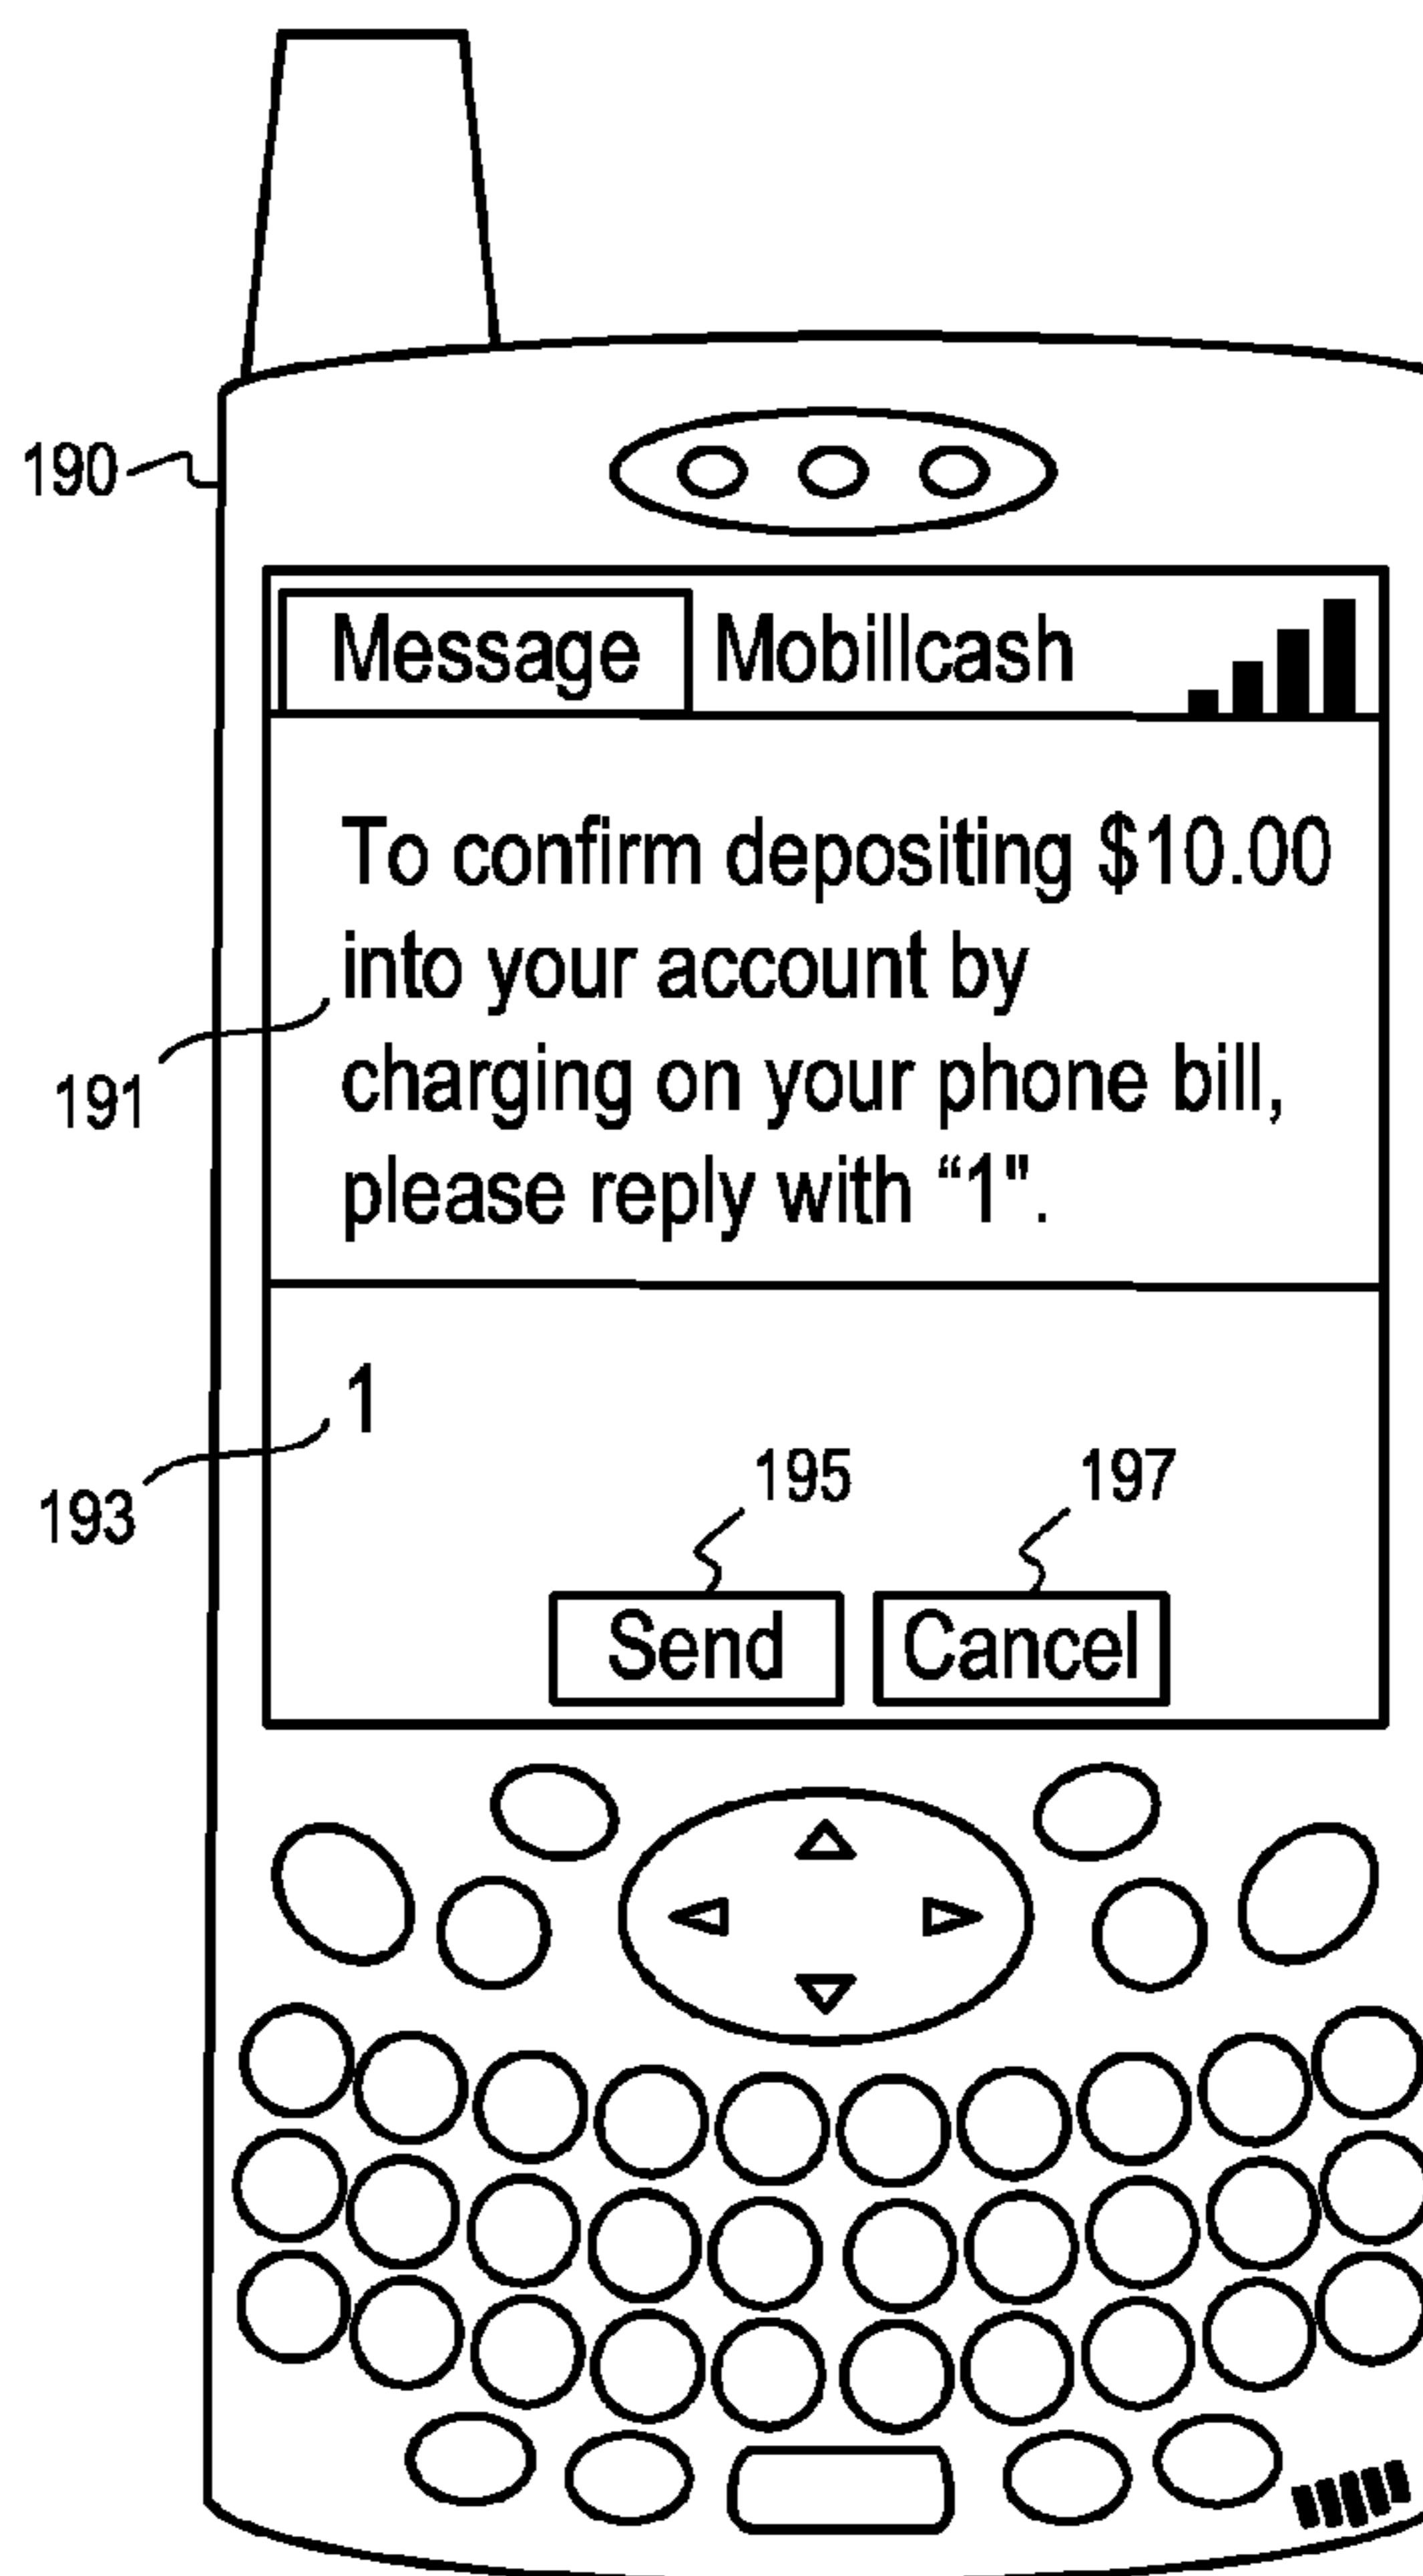 190
Message Mobillcash
To confirm depositing $10.00
into your account by
charging on your phone bill,
please reply with “1".
191
1
193
195 197
Send Cancel